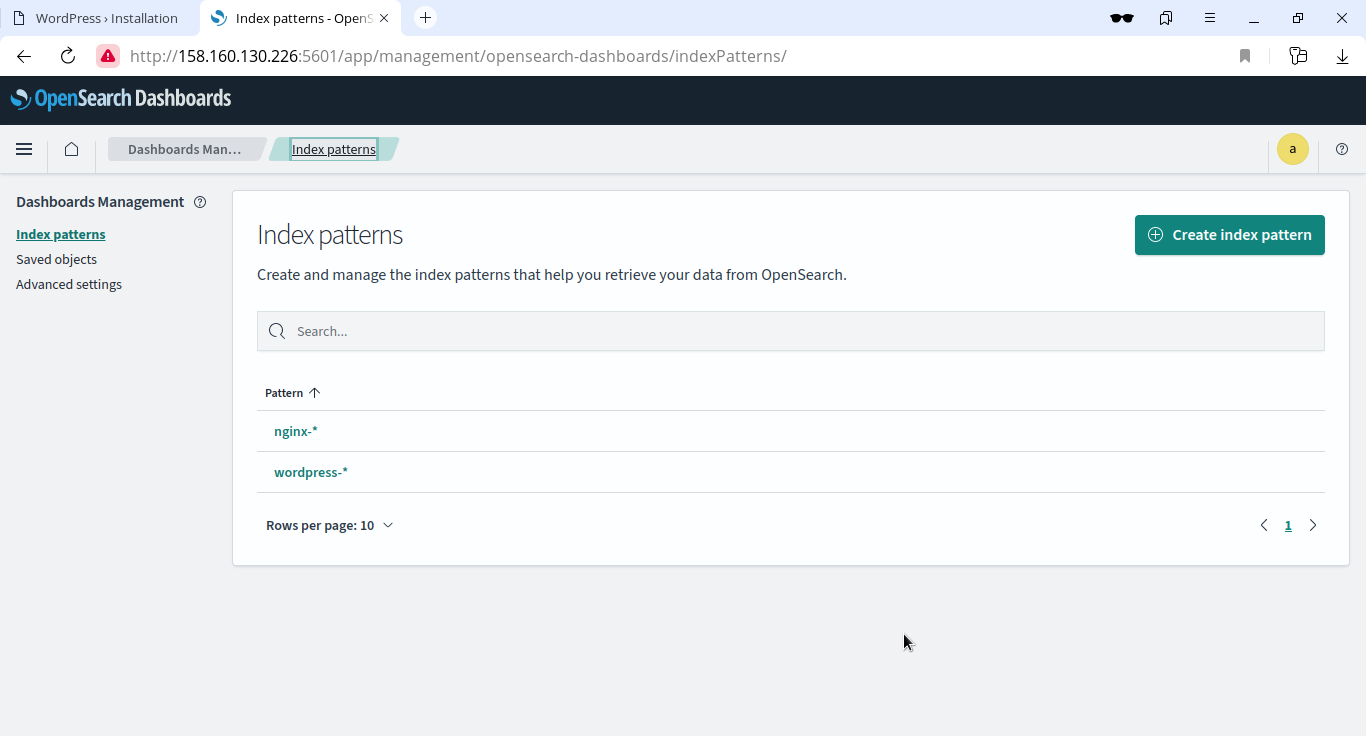 WordPress › Installation
Index patterns - OpenS
http://158.160.130.226:5601/app/management/opensearch-dashboards/indexPatterns/
OpenSearch Dashboards
Dashboards Man…
Index patterns
a
Dashboards Management
Index patterns
Saved objects
Advanced settings
Index patterns
Create index pattern
Create and manage the index patterns that help you retrieve your data from OpenSearch.
Search...
Pattern
nginx-*
wordpress-*
Rows per page: 10
1